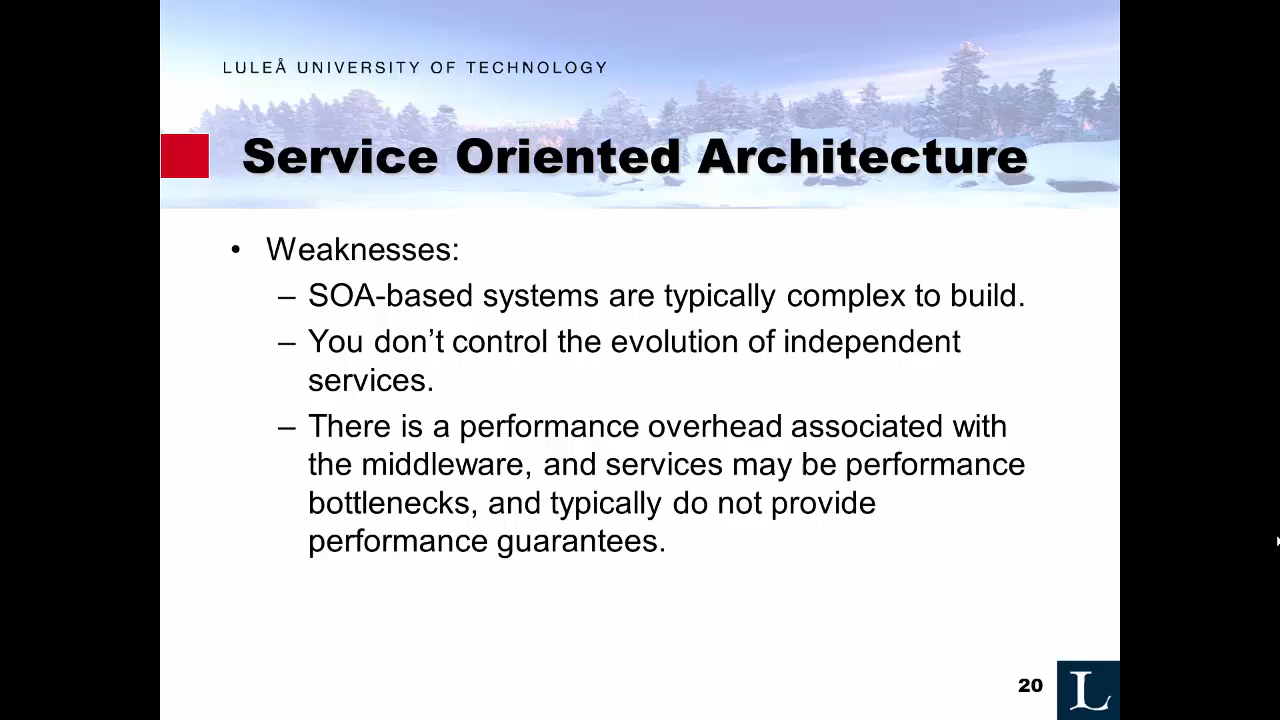 LULEÅ UNIVERSITY OF TECHNOLOGY
Service Oriented Architecture
• Weaknesses:
– SOA-based systems are typically complex to build.
– You don’t control the evolution of independent
services.
– There is a performance overhead associated with
the middleware, and services may be performance
bottlenecks, and typically do not provide
performance guarantees.
20
L